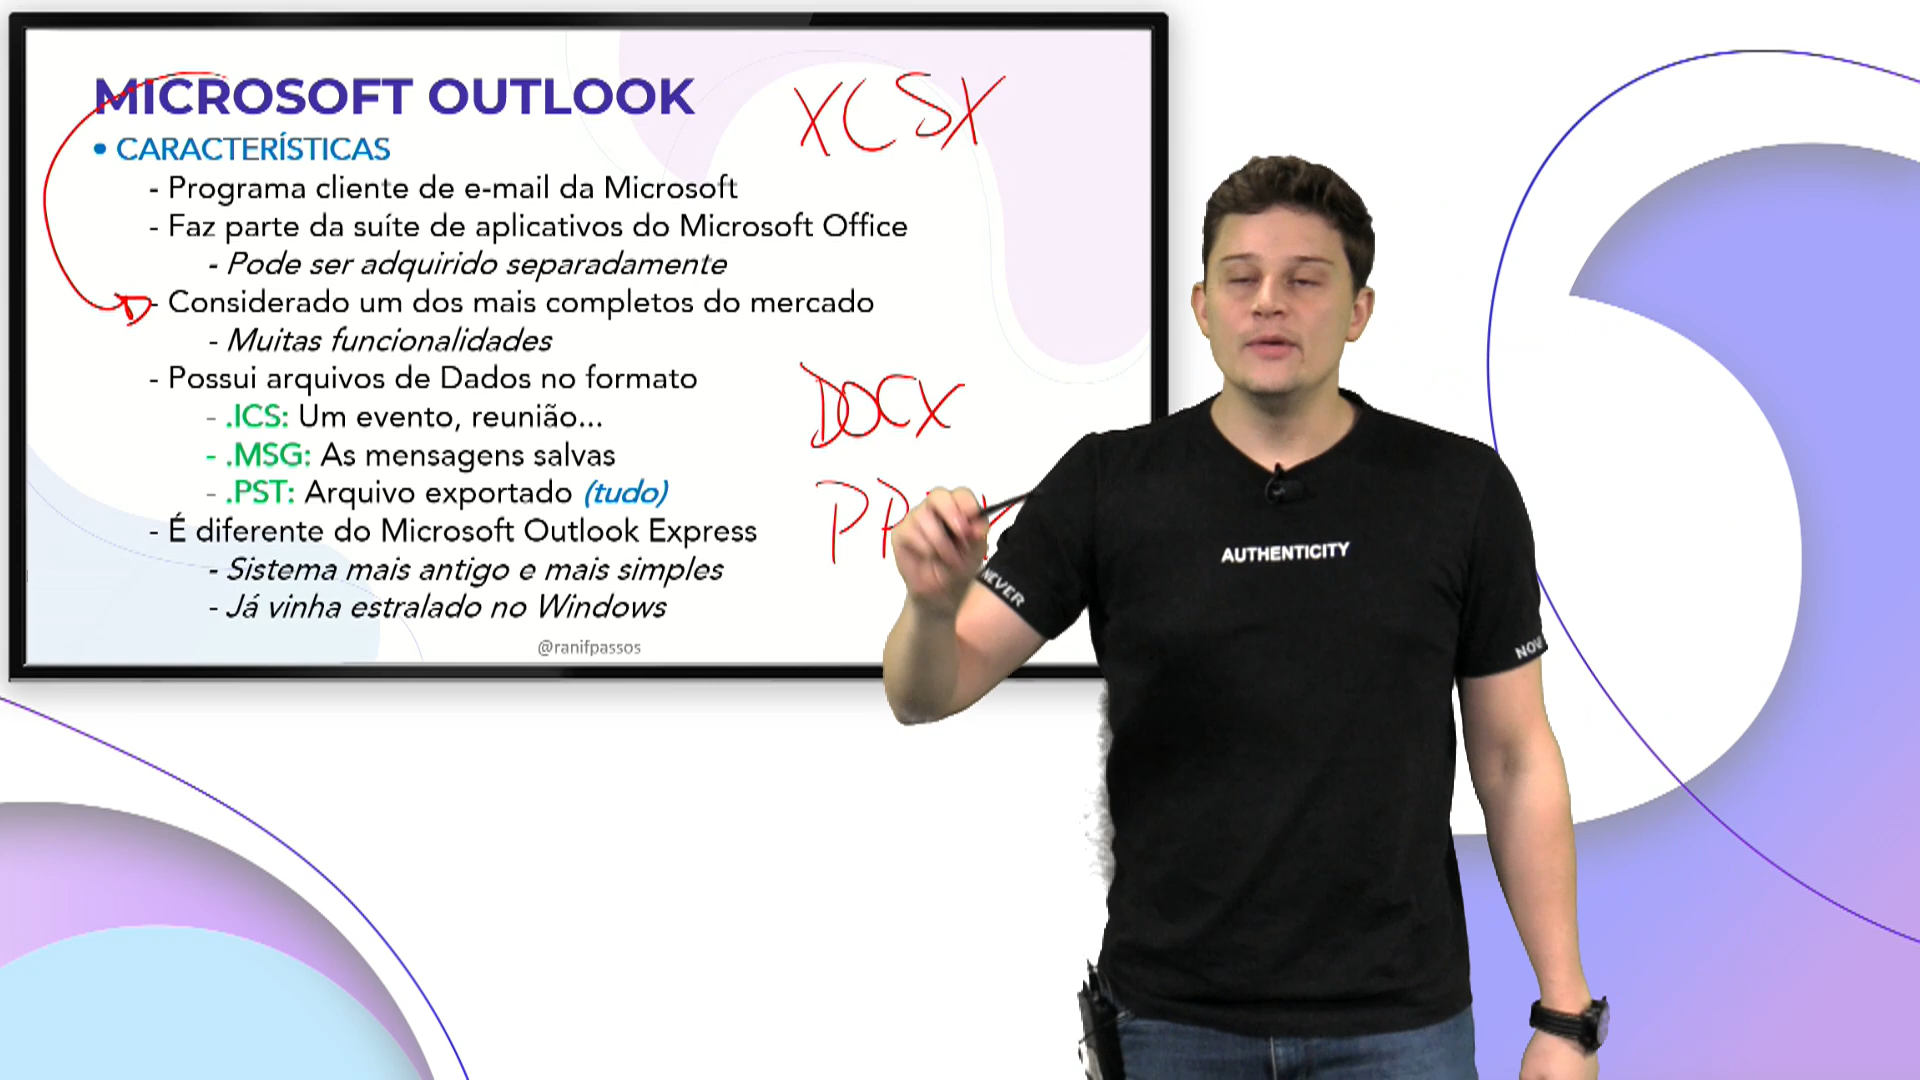 MICROSOFT OUTLOOK
XCSX
• CARACTERÍSTICAS
- Programa cliente de e-mail da Microsoft
- Faz parte da suíte de aplicativos do Microsoft Office
- Pode ser adquirido separadamente
- Considerado um dos mais completos do mercado
- Muitas funcionalidades
- Possui arquivos de Dados no formato
DOCX
- .ICS: Um evento, reunião...
- .MSG: As mensagens salvas
- .PST: Arquivo exportado (tudo)
- É diferente do Microsoft Outlook Express
- Sistema mais antigo e mais simples
- Já vinha estralado no Windows
@ranifpassos
AUTHENTICITY
NEVER